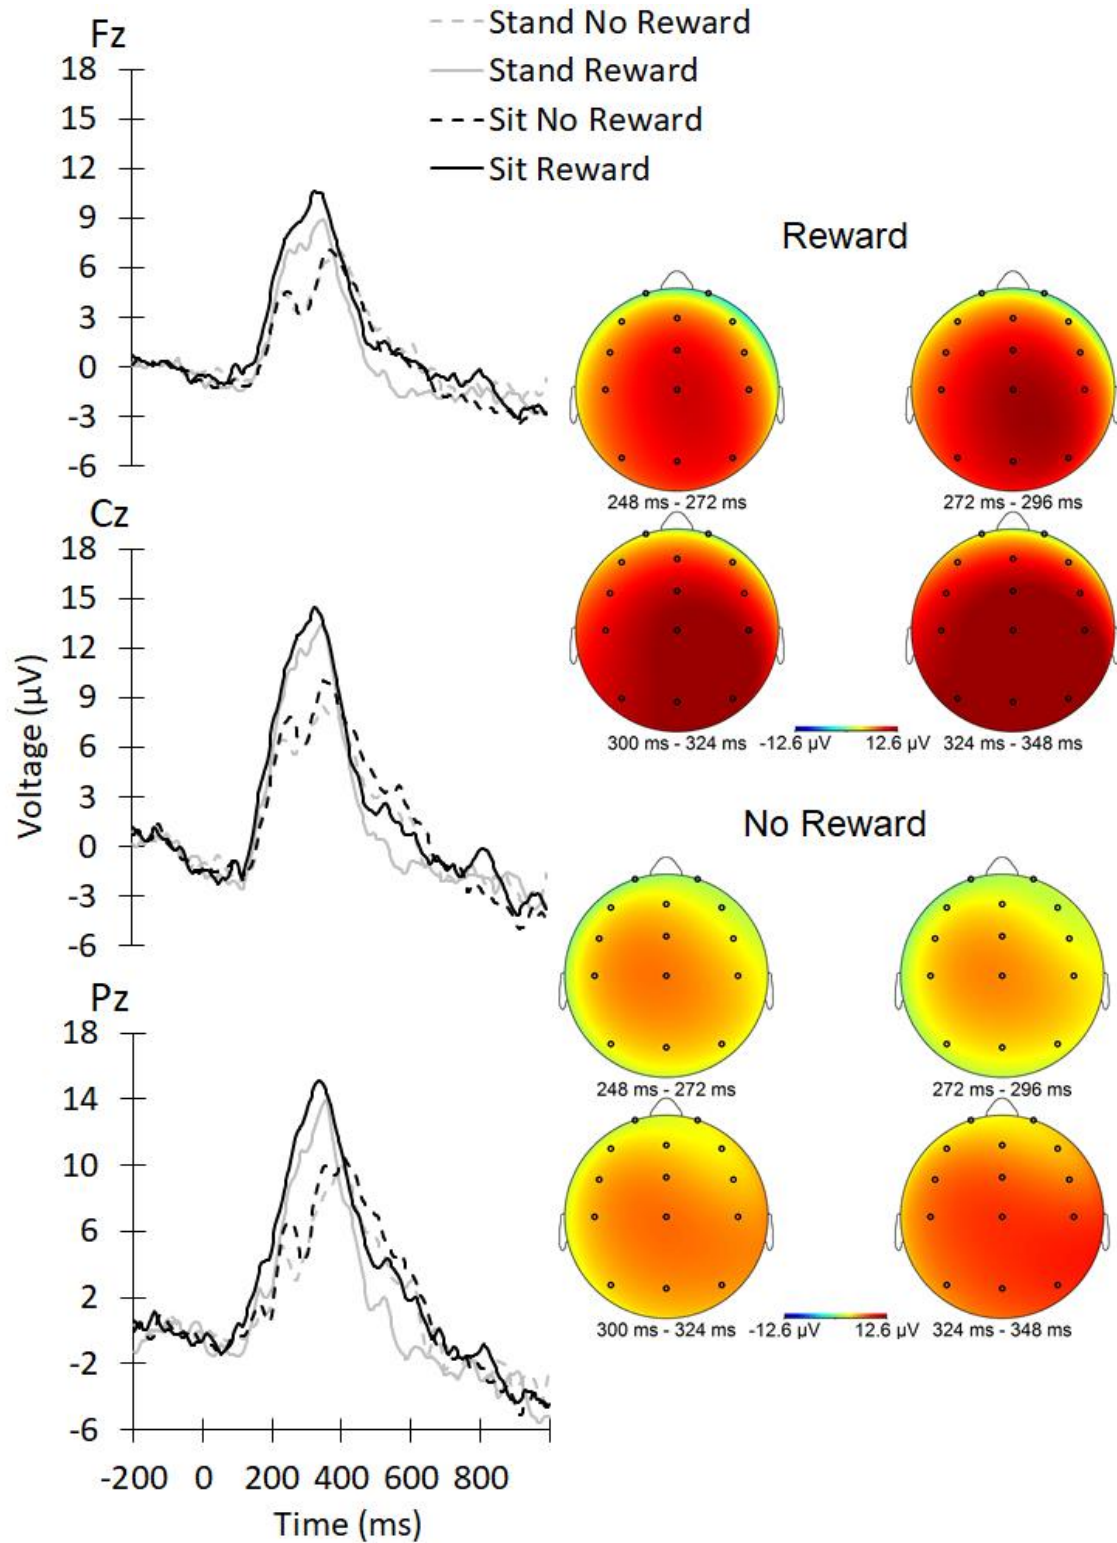 Fz
Stand No Reward
Stand Reward
Sit No Reward
Sit Reward
18
15
12
9
6
3
0
-3
-6
Reward
248 ms - 272 ms
272 ms - 296 ms
300 ms - 324 ms
-12.6 µV
12.6 µV
324 ms - 348 ms
Cz
18
15
12
9
6
3
0
-3
-6
Voltage (µV)
No Reward
248 ms - 272 ms
272 ms - 296 ms
300 ms - 324 ms
-12.6 µV
12.6 µV
324 ms - 348 ms
Pz
18
14
10
6
2
-2
-6
-200 0 200 400 600 800
Time (ms)